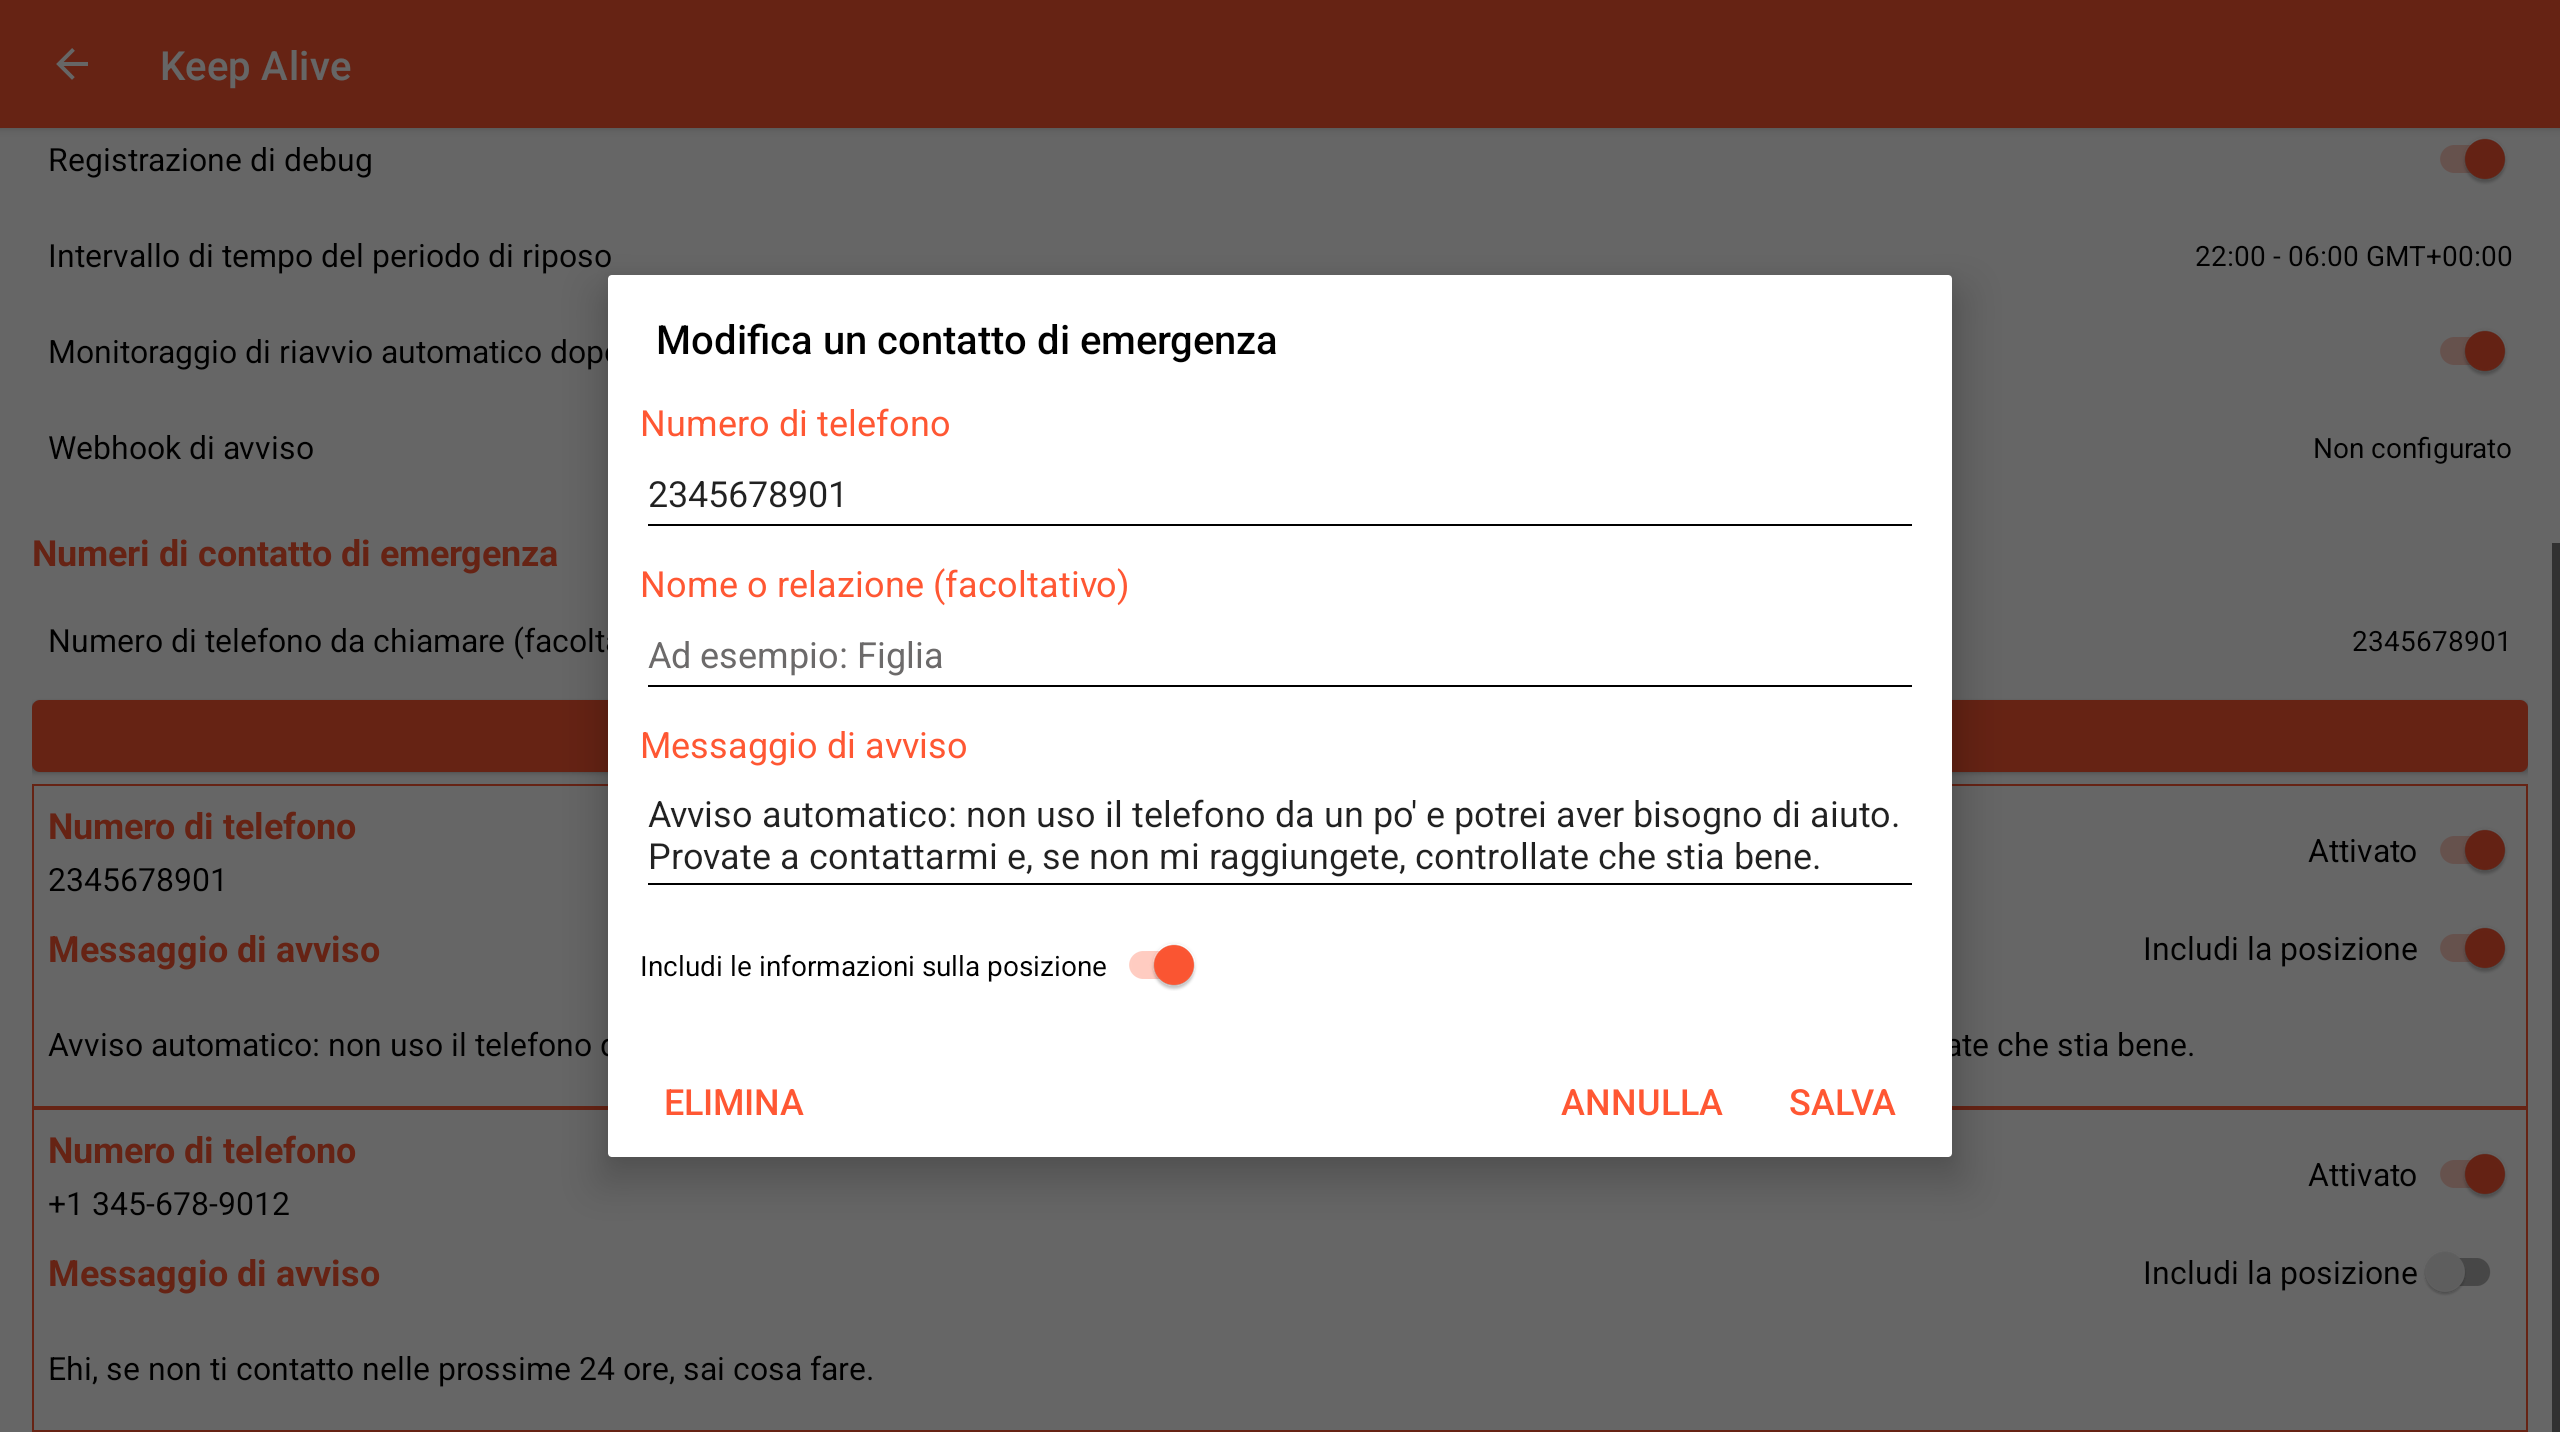 Keep Alive
Registrazione di debug
Intervallo di tempo del periodo di riposo
22:00 - 06:00 GMT+00:00
Monitoraggio di riavvio automatico
Webhook di avviso
Non configurato
Numeri di contatto di emergenza
Numero di telefono da chiamare
2345678901
Numero di telefono
2345678901
Attivato
Messaggio di avviso
Includi la posizione
Avviso automatico: non uso il telefono
che stia bene.
Numero di telefono
+1 345-678-9012
Attivato
Messaggio di avviso
Includi la posizione
Ehi, se non ti contatto nelle prossime 24 ore, sai cosa fare.
Modifica un contatto di emergenza
Numero di telefono
2345678901
Nome o relazione (facoltativo)
Ad esempio: Figlia
Messaggio di avviso
Avviso automatico: non uso il telefono da un po' e potrei aver bisogno di aiuto.
Provate a contattarmi e, se non mi raggiungete, controllate che stia bene.
Includi le informazioni sulla posizione
ELIMINA
ANNULLA
SALVA